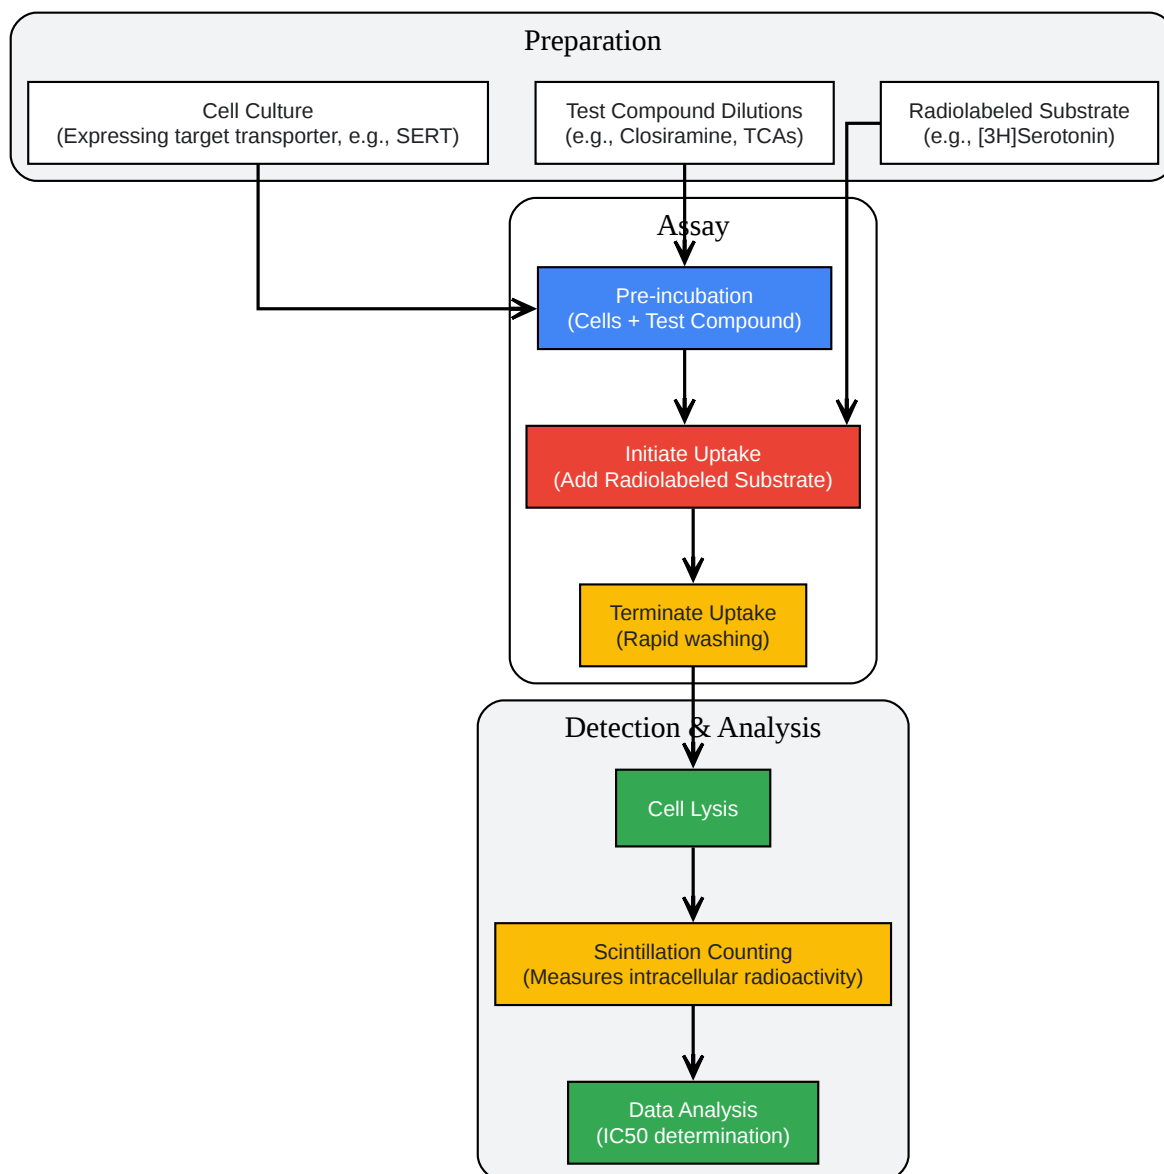 Preparation
Cell Culture
(Expressing target transporter, e.g., SERT)
Test Compound Dilutions
(e.g., Closiramine, TCAs)
Radiolabeled Substrate
(e.g., [3H]Serotonin)
Assay
Pre-incubation
(Cells + Test Compound)
Initiate Uptake
(Add Radiolabeled Substrate)
Terminate Uptake
(Rapid washing)
Detection & Analysis
Cell Lysis
Scintillation Counting
(Measures intracellular radioactivity)
Data Analysis
(IC50 determination)